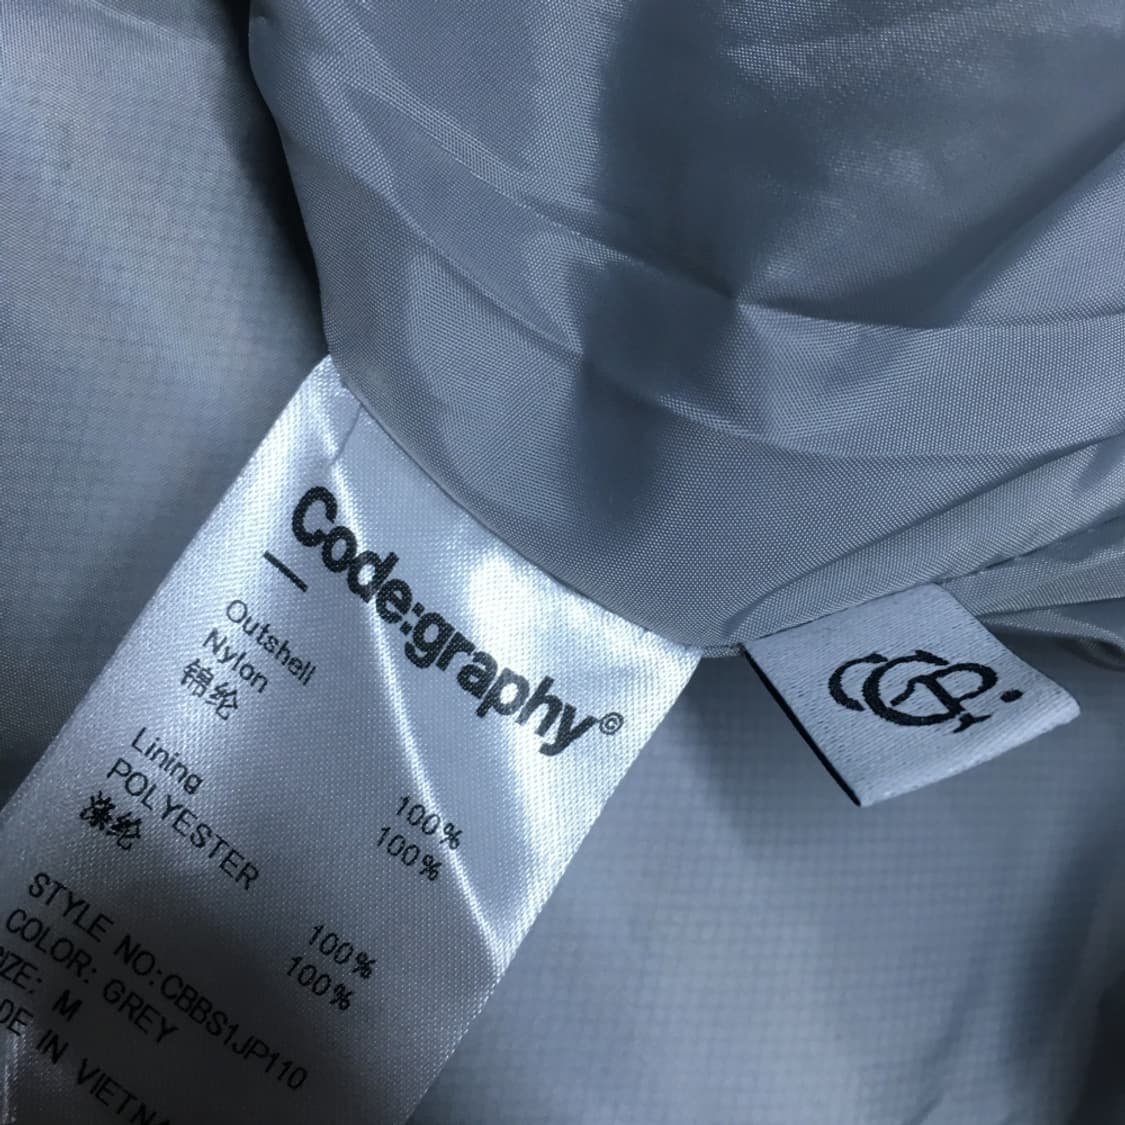 Code:graphy©
Outshell
Nylon 100%
锦纶 100%
Lining
POLYESTER 100%
涤纶 100%
STYLE NO:CBBS1JP110
COLOR: GREY
IZE: M
DE IN VIETNA